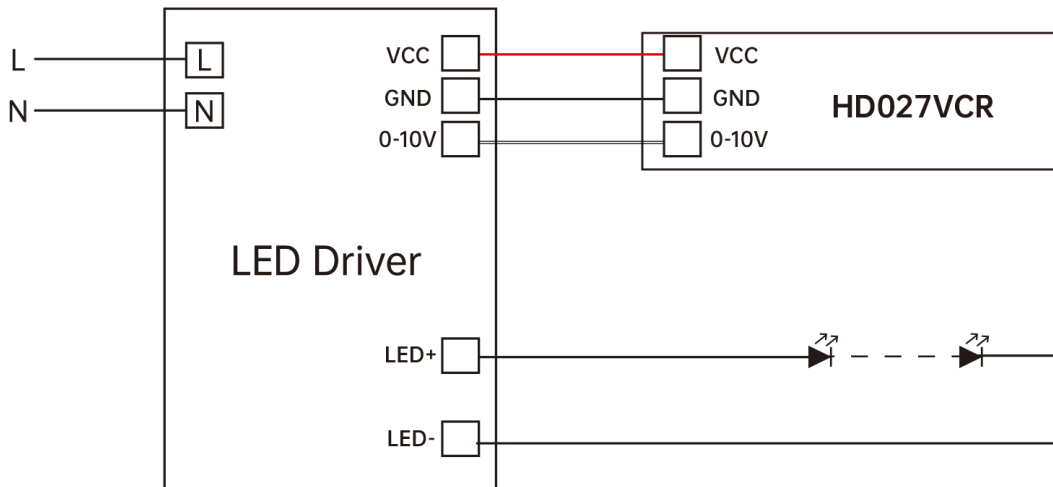 L
L
N
N
VCC
GND
0-10V
VCC
GND
0-10V
HD027VCR
LED Driver
LED+
LED-